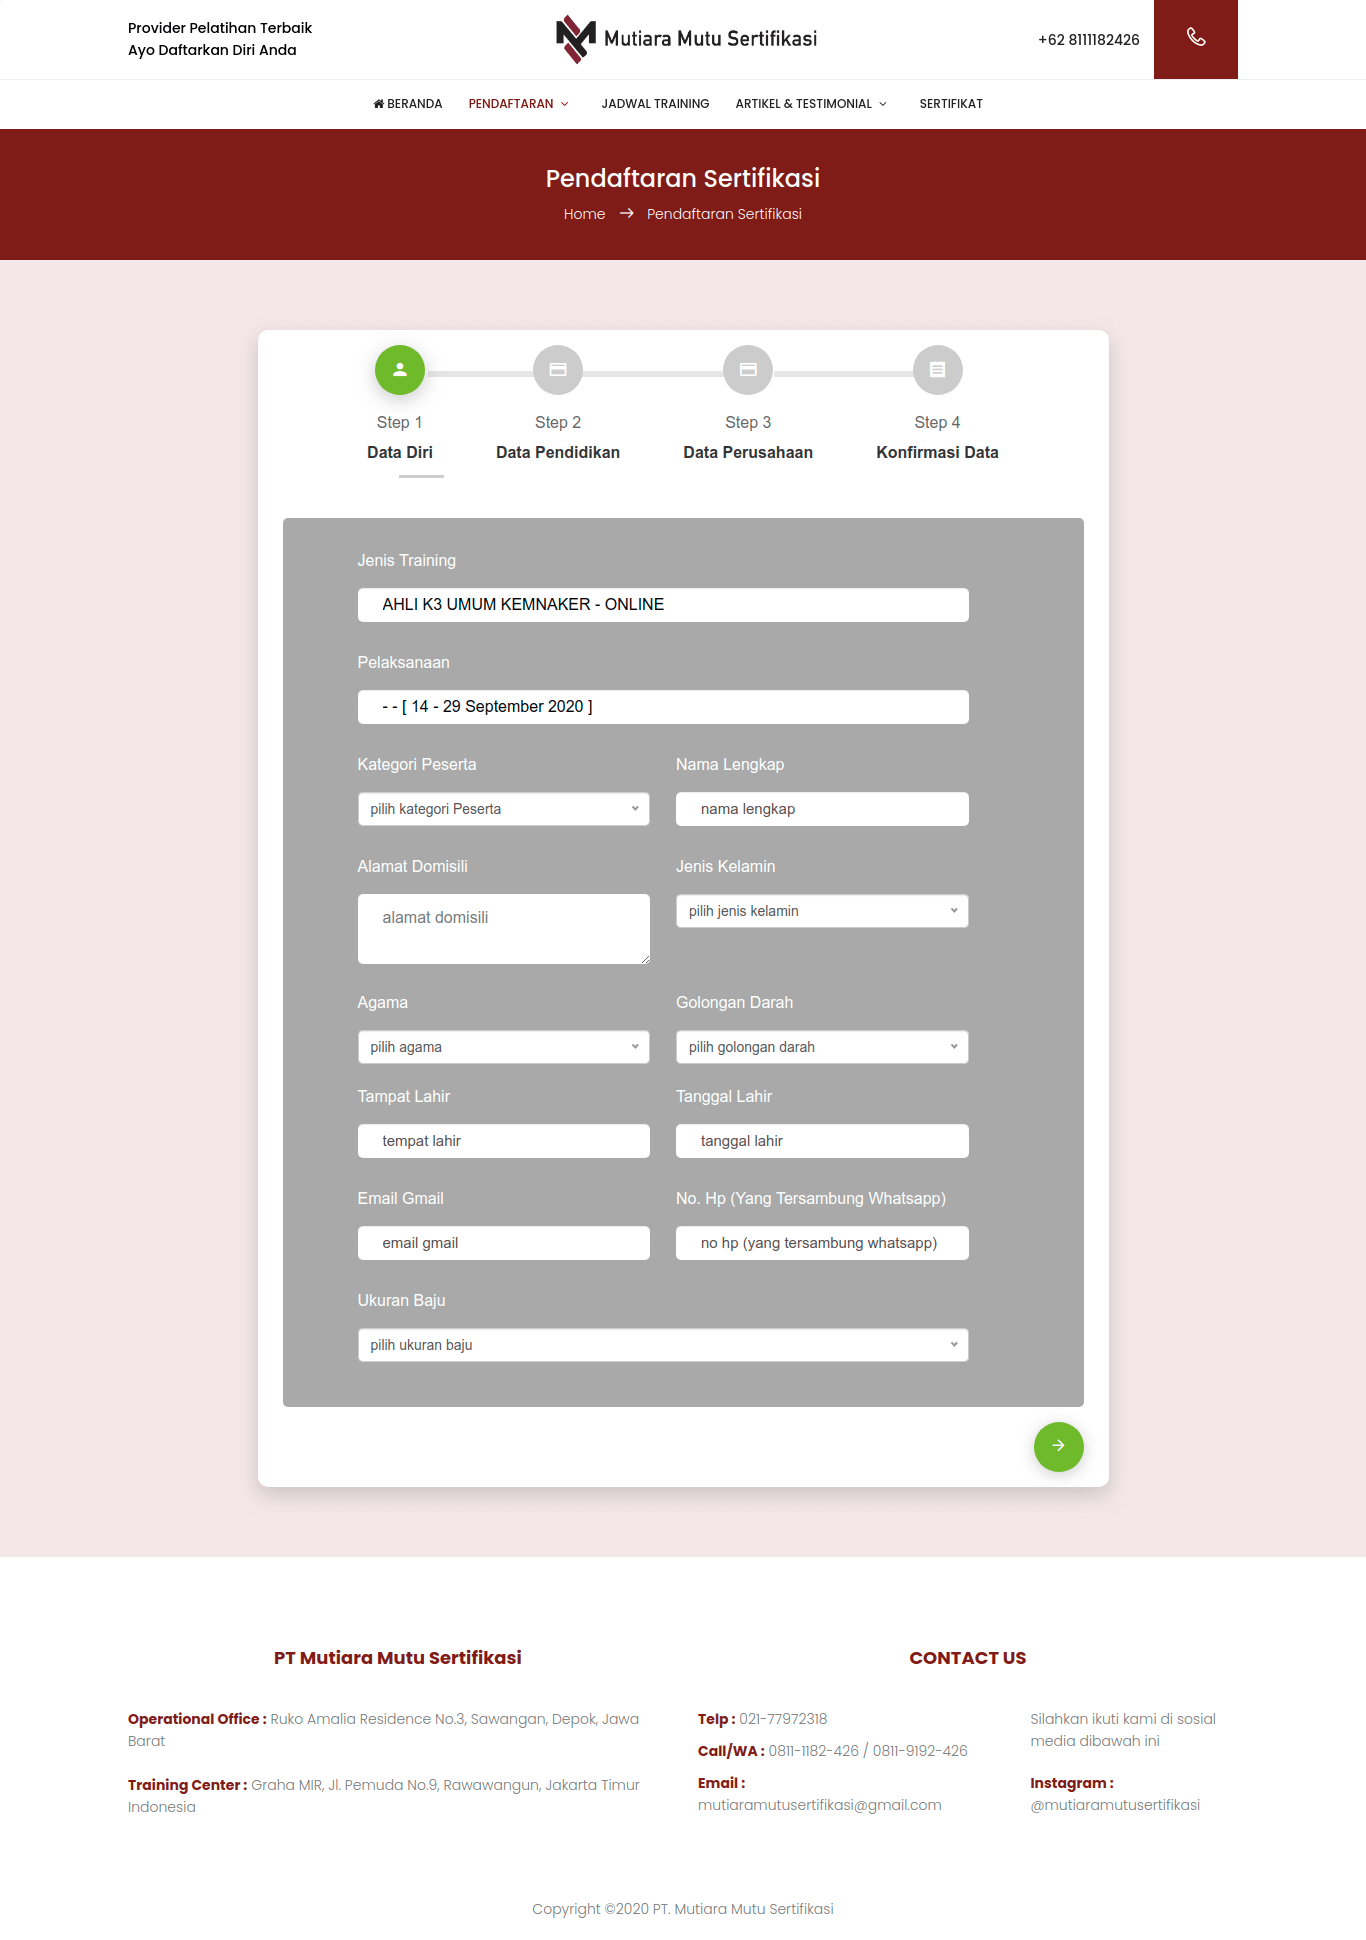 Provider Pelatihan Terbaik
Ayo Daftarkan Diri Anda
Mutiara Mutu Sertifikasi
+62 8111182426
BERANDA PENDAFTARAN JADWAL TRAINING ARTIKEL & TESTIMONIAL SERTIFIKAT
Pendaftaran Sertifikasi
Home → Pendaftaran Sertifikasi
Step 1 Step 2 Step 3 Step 4
Data Diri Data Pendidikan Data Perusahaan Konfirmasi Data
Jenis Training
AHLI K3 UMUM KEMNAKER - ONLINE
Pelaksanaan
- - [ 14 - 29 September 2020 ]
Kategori Peserta Nama Lengkap
pilih kategori Peserta nama lengkap
Alamat Domisili Jenis Kelamin
alamat domisili pilih jenis kelamin
Agama Golongan Darah
pilih agama pilih golongan darah
Tampat Lahir Tanggal Lahir
tempat lahir tanggal lahir
Email Gmail No. Hp (Yang Tersambung Whatsapp)
email gmail no hp (yang tersambung whatsapp)
Ukuran Baju
pilih ukuran baju
PT Mutiara Mutu Sertifikasi
Operational Office : Ruko Amalia Residence No.3, Sawangan, Depok, Jawa
Barat
Training Center : Graha MIR, Jl. Pemuda No.9, Rawawangun, Jakarta Timur
Indonesia
CONTACT US
Telp : 021-77972318
Call/WA : 0811-1182-426 / 0811-9192-426
Email :
mutiaramutusertifikasi@gmail.com
Silahkan ikuti kami di sosial
media dibawah ini
Instagram :
@mutiaramutusertifikasi
Copyright ©2020 PT. Mutiara Mutu Sertifikasi